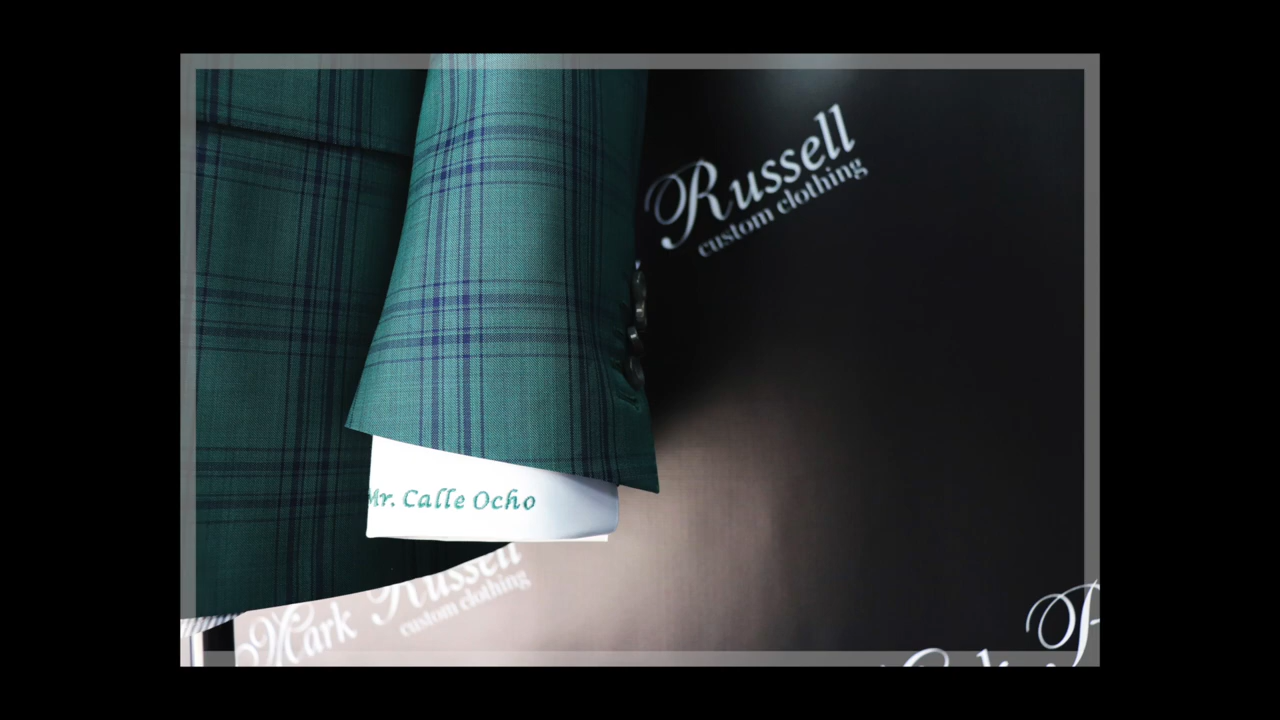 Russell
custom clothing
Mr. Calle Ocho
Mark Russell
custom clothing